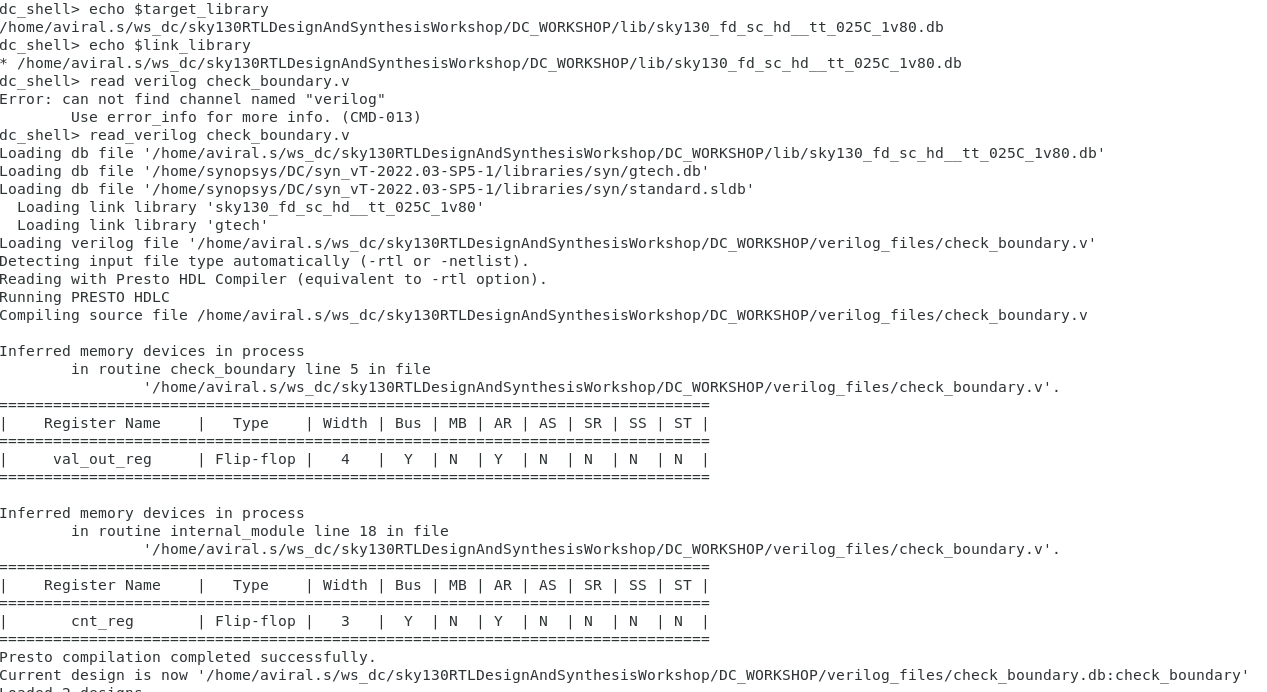 dc_shell> echo $target_library
/home/aviral.s/ws_dc/sky130RTLDesignAndSynthesisWorkshop/DC_WORKSHOP/lib/sky130_fd_sc_hd__tt_025C_1v80.db
dc_shell> echo $link_library
* /home/aviral.s/ws_dc/sky130RTLDesignAndSynthesisWorkshop/DC_WORKSHOP/lib/sky130_fd_sc_hd__tt_025C_1v80.db
dc_shell> read verilog check_boundary.v
Error: can not find channel named "verilog"
        Use error_info for more info. (CMD-013)
dc_shell> read_verilog check_boundary.v
Loading db file '/home/aviral.s/ws_dc/sky130RTLDesignAndSynthesisWorkshop/DC_WORKSHOP/lib/sky130_fd_sc_hd__tt_025C_1v80.db'
Loading db file '/home/synopsys/DC/syn_vT-2022.03-SP5-1/libraries/syn/gtech.db'
Loading db file '/home/synopsys/DC/syn_vT-2022.03-SP5-1/libraries/syn/standard.sldb'
  Loading link library 'sky130_fd_sc_hd__tt_025C_1v80'
  Loading link library 'gtech'
Loading verilog file '/home/aviral.s/ws_dc/sky130RTLDesignAndSynthesisWorkshop/DC_WORKSHOP/verilog_files/check_boundary.v'
Detecting input file type automatically (-rtl or -netlist).
Reading with Presto HDL Compiler (equivalent to -rtl option).
Running PRESTO HDLC
Compiling source file /home/aviral.s/ws_dc/sky130RTLDesignAndSynthesisWorkshop/DC_WORKSHOP/verilog_files/check_boundary.v

Inferred memory devices in process
        in routine check_boundary line 5 in file
                '/home/aviral.s/ws_dc/sky130RTLDesignAndSynthesisWorkshop/DC_WORKSHOP/verilog_files/check_boundary.v'.
===============================================================================
|    Register Name    |   Type    | Width | Bus | MB | AR | AS | SR | SS | ST |
===============================================================================
|     val_out_reg     | Flip-flop |   4   |  Y  | N  | Y  | N  | N  | N  | N  |
===============================================================================

Inferred memory devices in process
        in routine internal_module line 18 in file
                '/home/aviral.s/ws_dc/sky130RTLDesignAndSynthesisWorkshop/DC_WORKSHOP/verilog_files/check_boundary.v'.
===============================================================================
|    Register Name    |   Type    | Width | Bus | MB | AR | AS | SR | SS | ST |
===============================================================================
|       cnt_reg       | Flip-flop |   3   |  Y  | N  | Y  | N  | N  | N  | N  |
===============================================================================
Presto compilation completed successfully.
Current design is now '/home/aviral.s/ws_dc/sky130RTLDesignAndSynthesisWorkshop/DC_WORKSHOP/verilog_files/check_boundary.db:check_boundary'
Loaded 2 designs.